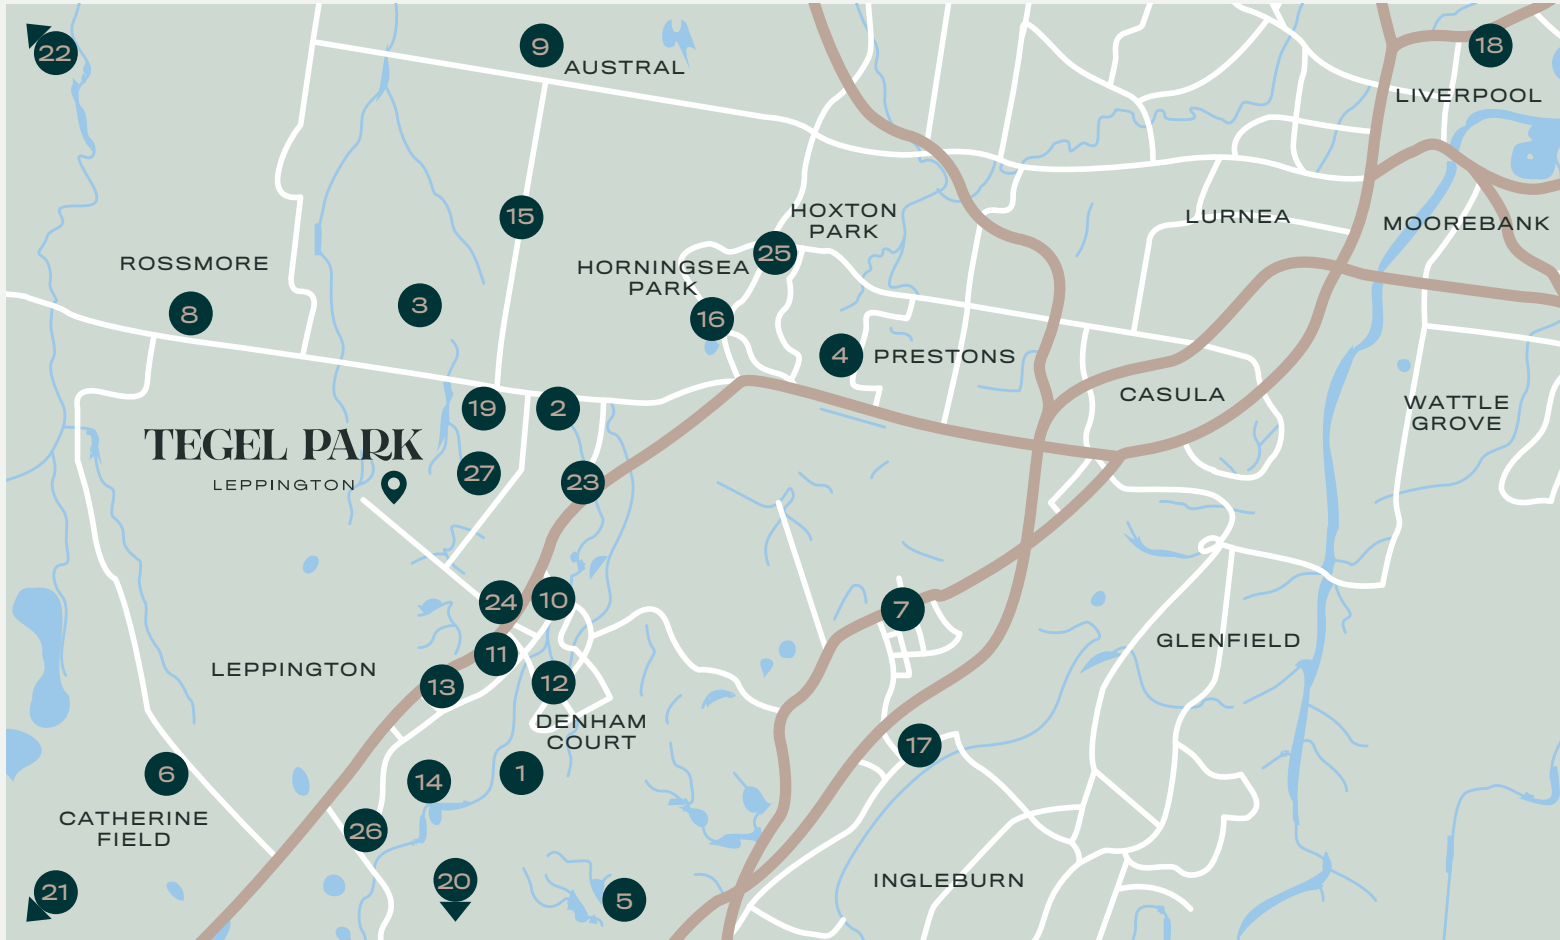 22
9
AUSTRAL
18
LIVERPOOL
15
HOXTON
PARK
LURNEA
MOOREBANK
25
ROSSMORE
HORNINGSEA
PARK
8
3
16
4
PRESTONS
CASULA
19
2
WATTLE
GROVE
TEGEL PARK
LEPPINGTON
27
23
24
10
7
11
GLENFIELD
LEPPINGTON
13
12
DENHAM
COURT
17
6
14
1
CATHERINE
FIELD
26
20
INGLEBURN
21
5